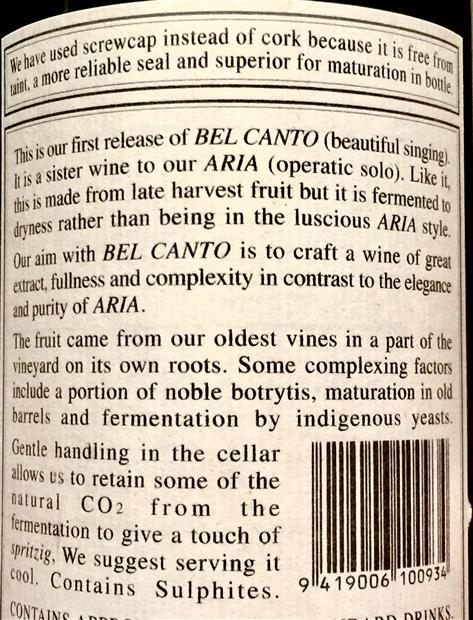 We have used screwcap instead of cork because it is free from
taint, a more reliable seal and superior for maturation in bottle.
This is our first release of BEL CANTO (beautiful singing).
It is a sister wine to our ARIA (operatic solo). Like it,
this is made from late harvest fruit but it is fermented to
dryness rather than being in the luscious ARIA style.
Our aim with BEL CANTO is to craft a wine of great
extract, fullness and complexity in contrast to the elegance
and purity of ARIA.
The fruit came from our oldest vines in a part of the
vineyard on its own roots. Some complexing factors
include a portion of noble botrytis, maturation in old
barrels and fermentation by indigenous yeasts.
Gentle handling in the cellar
allows us to retain some of the
natural CO2 from the
fermentation to give a touch of
spritzig. We suggest serving it
cool. Contains Sulphites.
9 419006 100934
CONTAINS DRINKS.